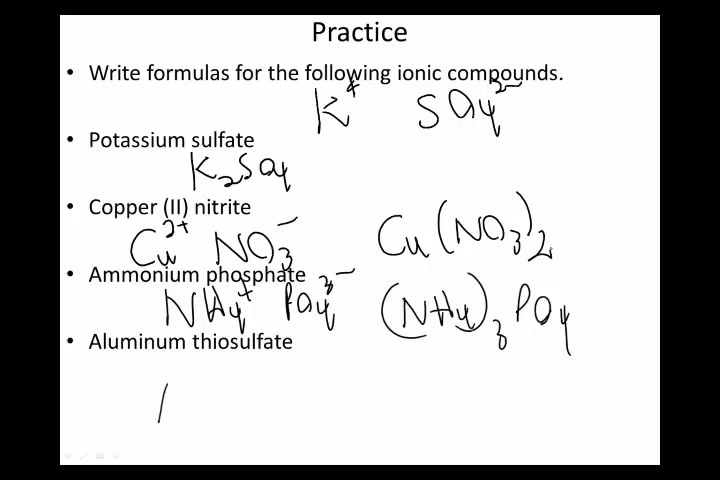 Practice
• Write formulas for the following ionic compounds.
K⁺ SO₄²⁻
• Potassium sulfate
K₂SO₄
• Copper (II) nitrite
Cu²⁺ NO₃⁻ Cu(NO₃)₂
• Ammonium phosphate
NH₄⁺ PO₄³⁻ (NH₄)₃PO₄
• Aluminum thiosulfate